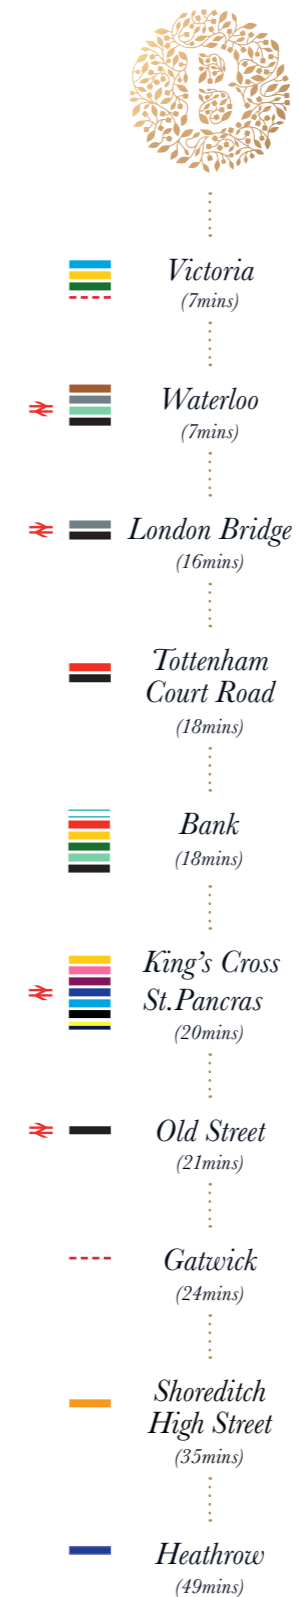 B
Victoria
(7mins)
Waterloo
(7mins)
London Bridge
(16mins)
Tottenham
Court Road
(18mins)
Bank
(18mins)
King's Cross
St.Pancras
(20mins)
Old Street
(21mins)
Gatwick
(24mins)
Shoreditch
High Street
(35mins)
Heathrow
(49mins)